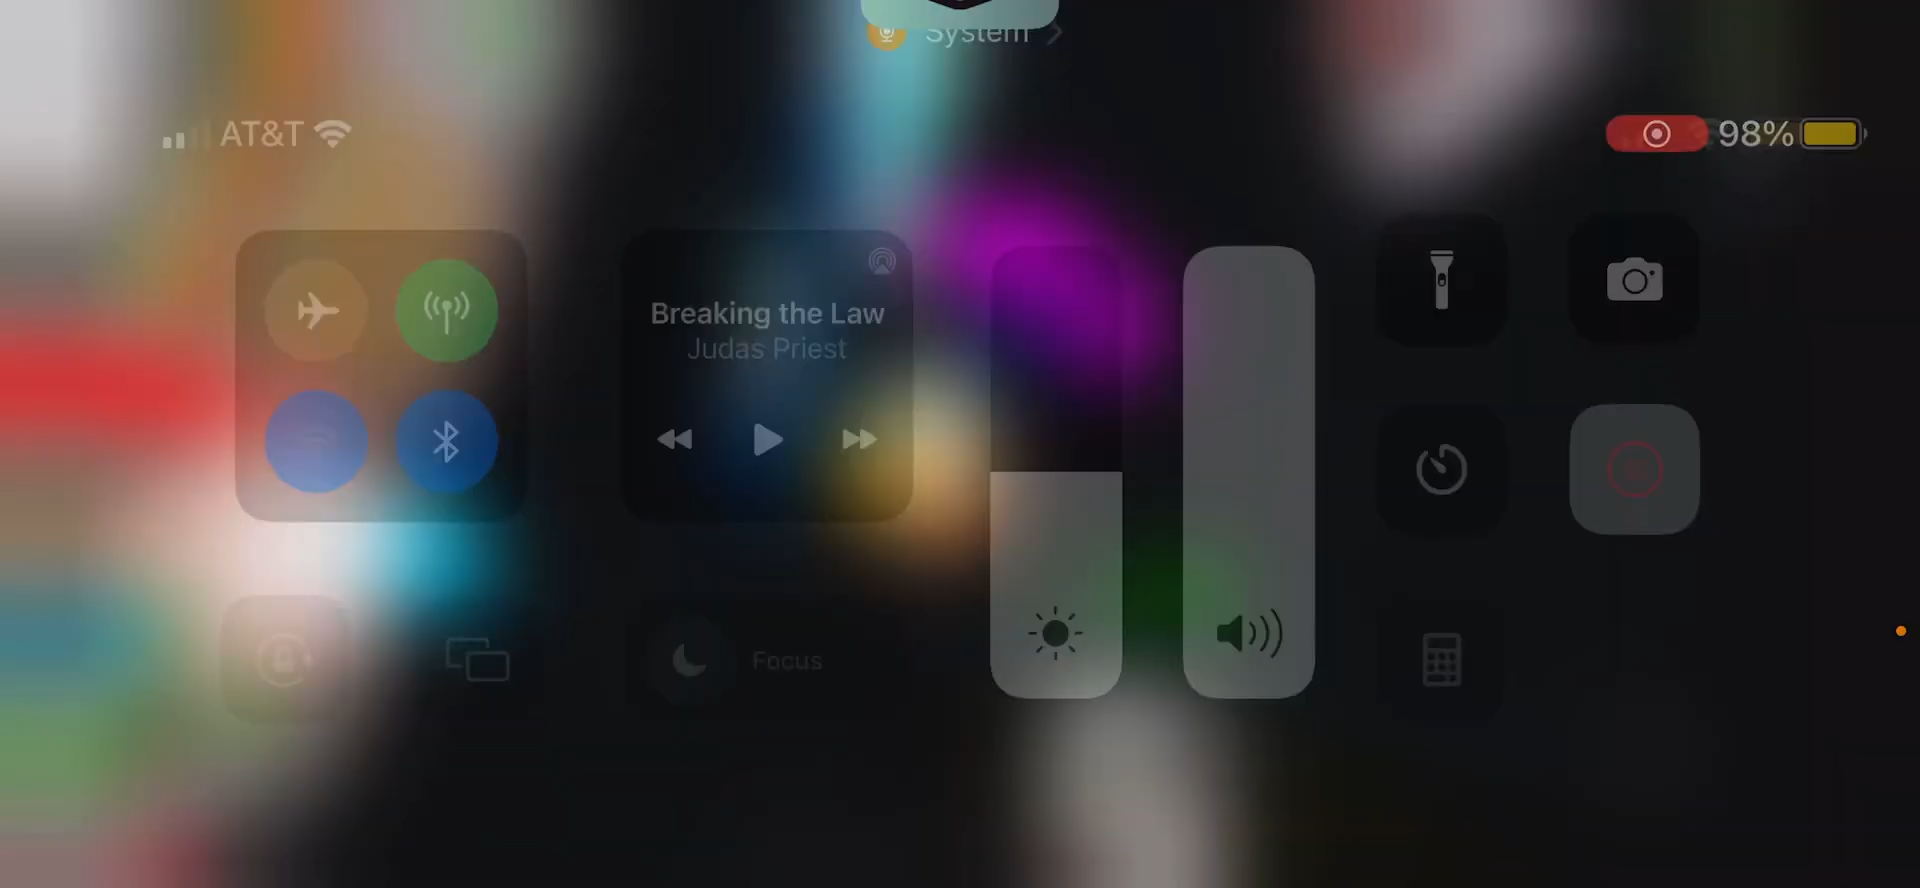 System
AT&T
98%
Breaking the Law
Judas Priest
Focus